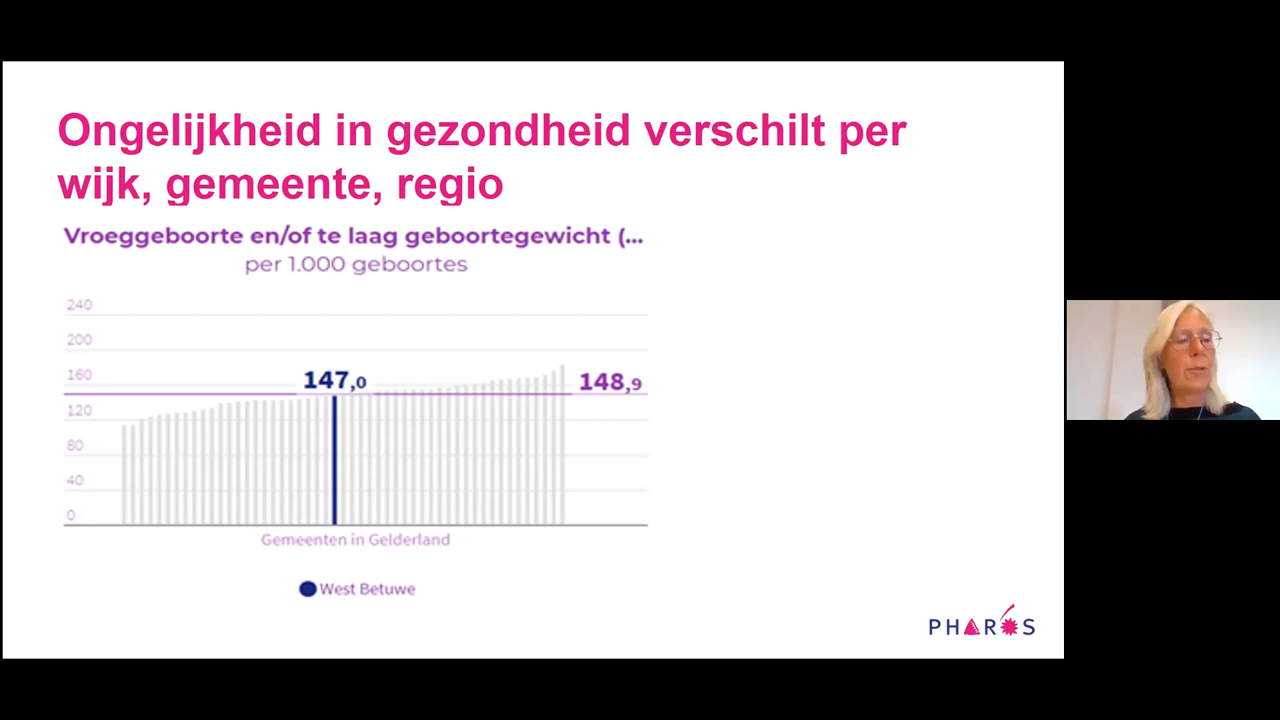 Ongelijkheid in gezondheid verschilt per
wijk, gemeente, regio
Vroeggeboorte en/of te laag geboortegewicht (...
per 1.000 geboortes
240
200
160
147,0
148,9
120
80
40
0
Gemeenten in Gelderland
West Betuwe
PHAROS